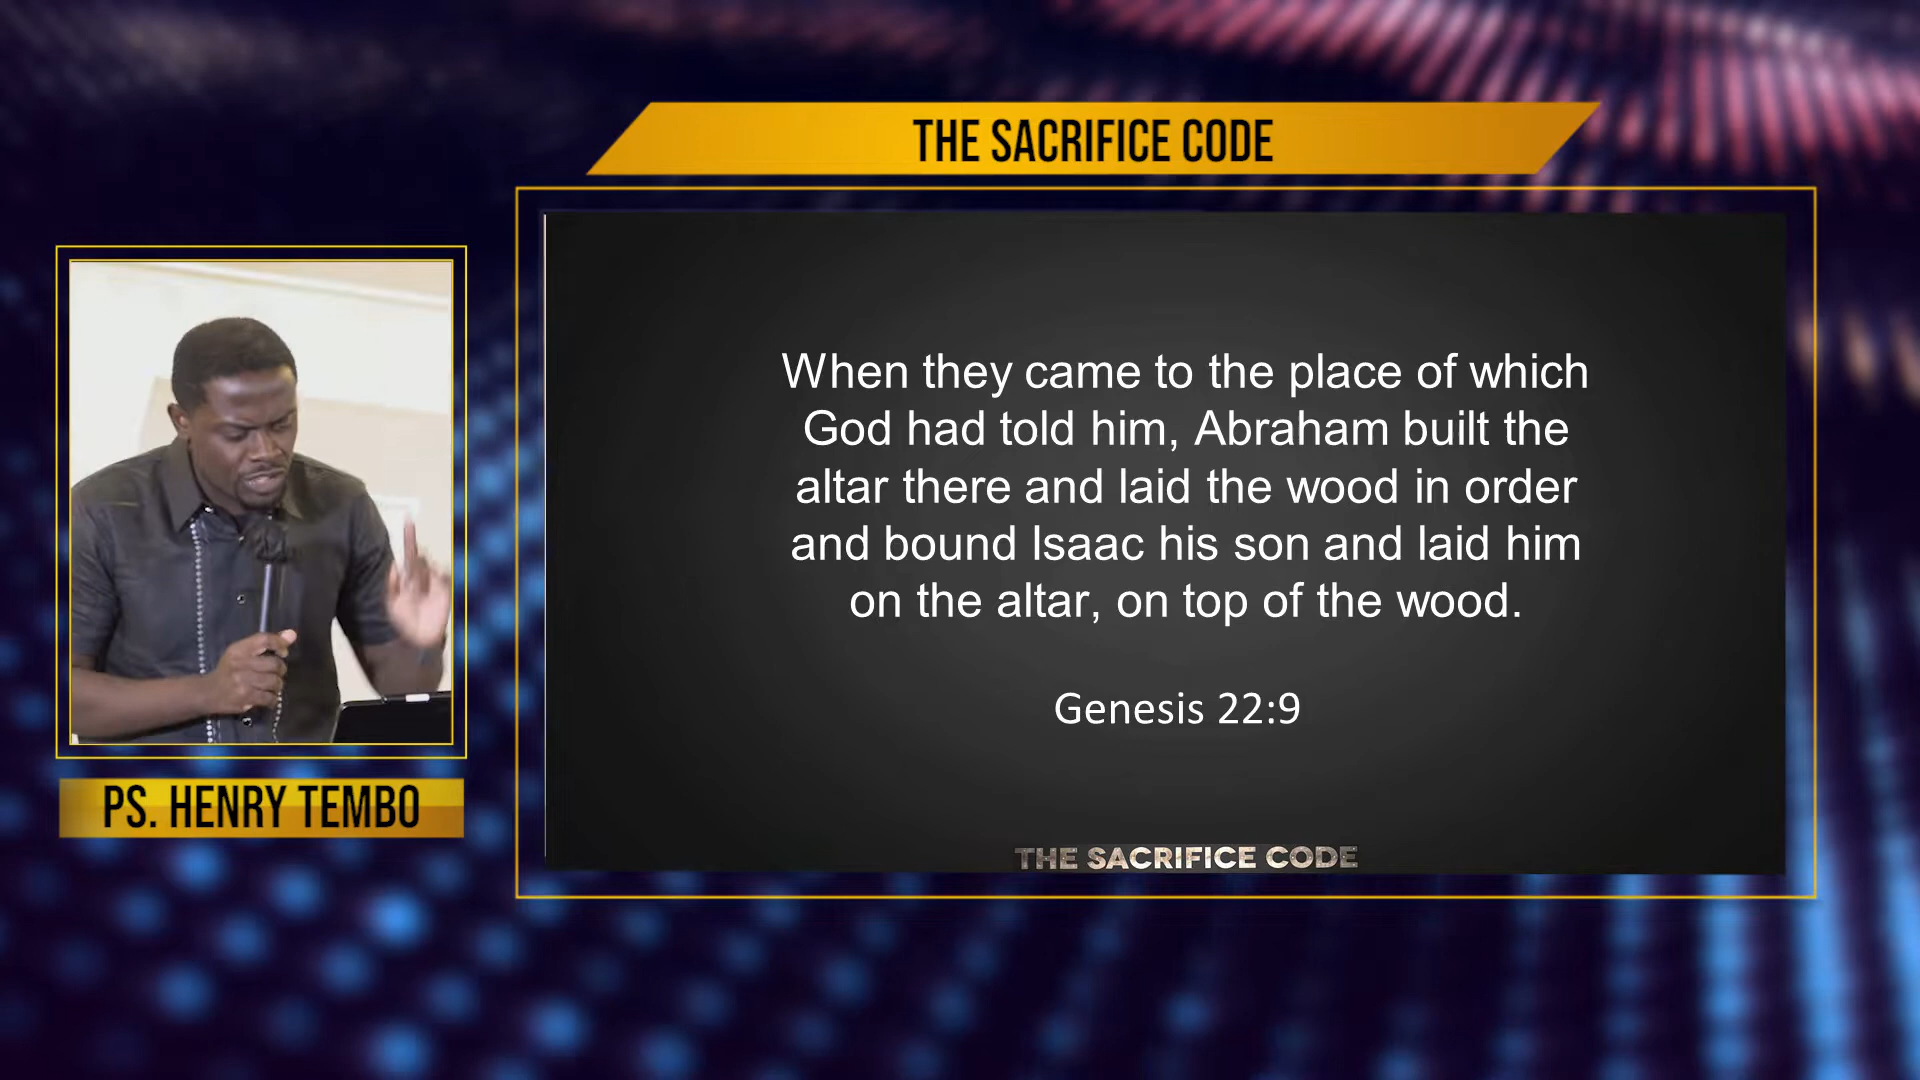 THE SACRIFICE CODE
When they came to the place of which
God had told him, Abraham built the
altar there and laid the wood in order
and bound Isaac his son and laid him
on the altar, on top of the wood.
Genesis 22:9
THE SACRIFICE CODE
PS. HENRY TEMBO